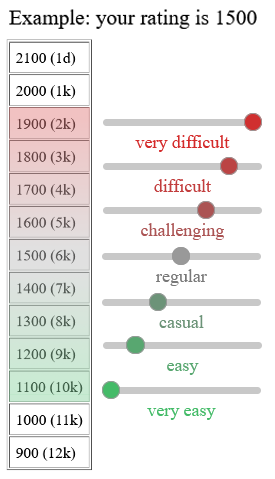 Example: your rating is 1500
2100 (1d)
2000 (1k)
1900 (2k)
very difficult
1800 (3k)
difficult
1700 (4k)
challenging
1600 (5k)
1500 (6k)
regular
1400 (7k)
casual
1300 (8k)
1200 (9k)
easy
1100 (10k)
very easy
1000 (11k)
900 (12k)